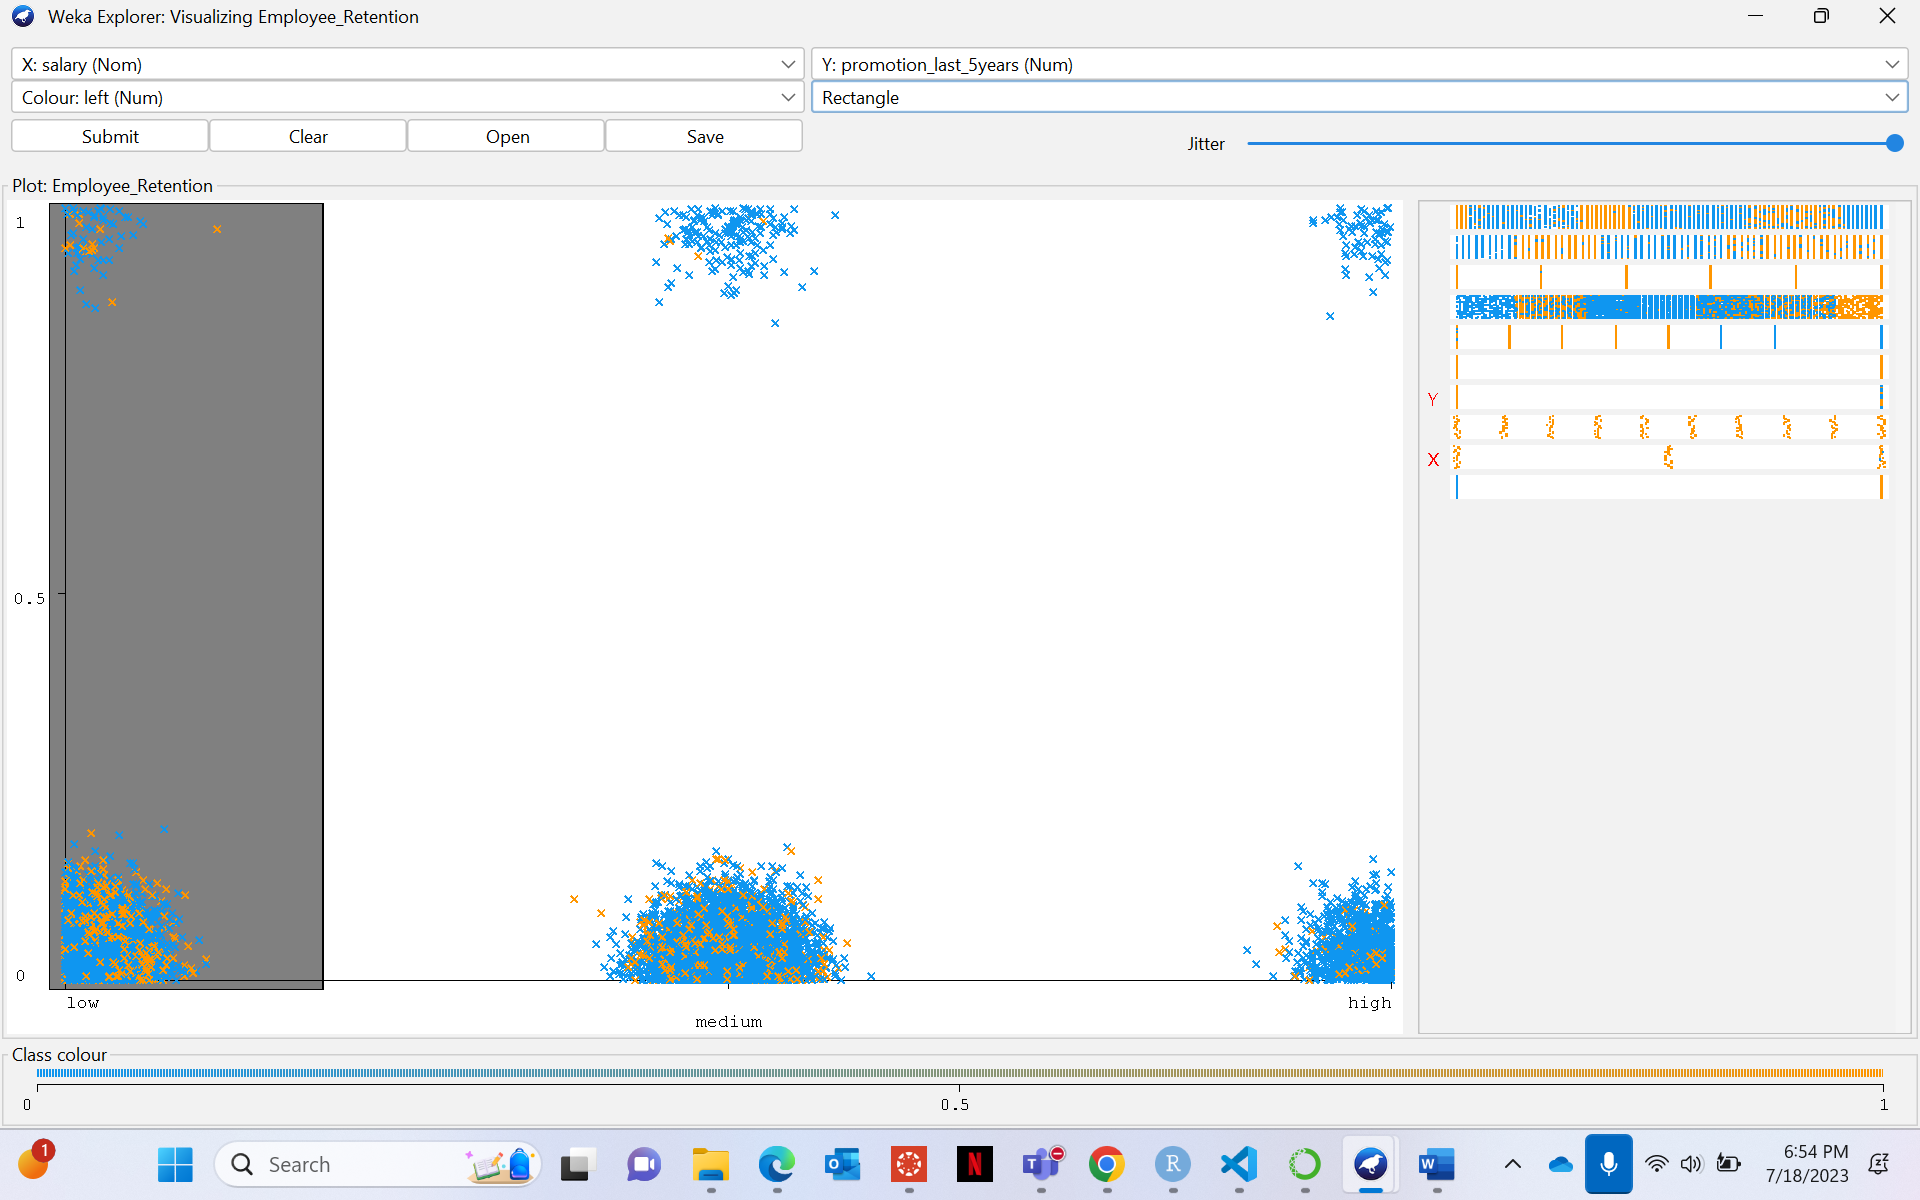 Weka Explorer: Visualizing Employee_Retention
X: salary (Nom)
Y: promotion_last_5years (Num)
Colour: left (Num)
Rectangle
Submit
Clear
Open
Save
Jitter
Plot: Employee_Retention
1
0.5
0
low
medium
high
Y
X
Class colour
0
0.5
1
1
Search
N
T
R
W
6:54 PM
7/18/2023